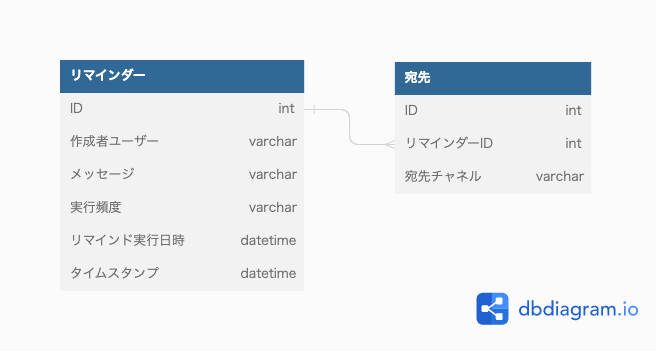 リマインダー
ID int
作成者ユーザー varchar
メッセージ varchar
実行頻度 varchar
リマインド実行日時 datetime
タイムスタンプ datetime
宛先
ID int
リマインダーID int
宛先チャネル varchar
dbdiagram.io